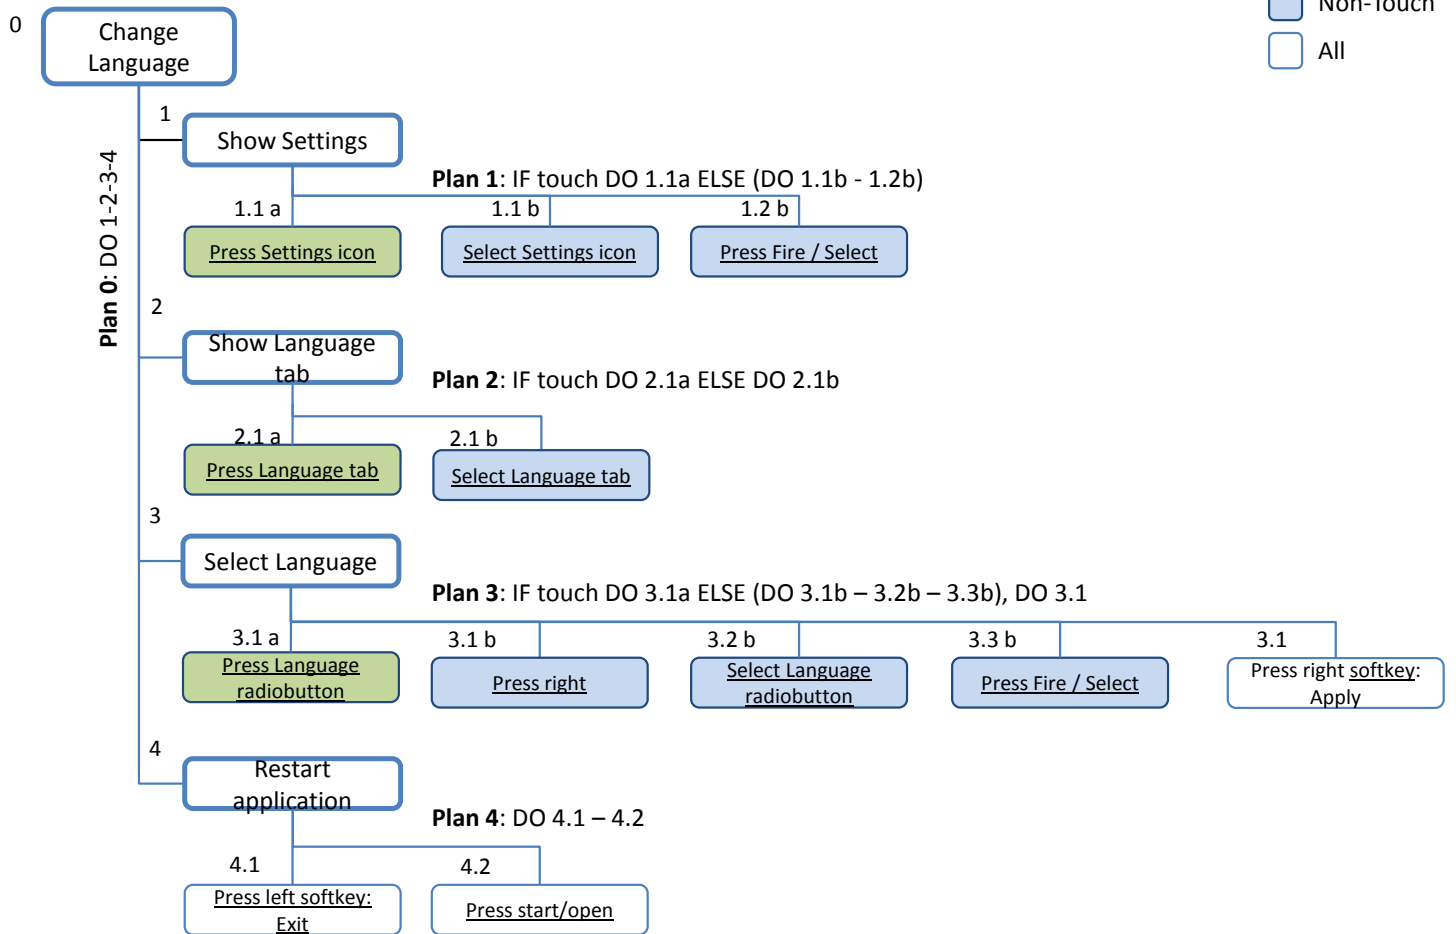 0
Change
Language
Non-Touch
All
1
Show Settings
Plan 0: DO 1-2-3-4
Plan 1: IF touch DO 1.1a ELSE (DO 1.1b - 1.2b)
1.1 a
1.1 b
1.2 b
Press Settings icon
Select Settings icon
Press Fire / Select
2
Show Language
tab
Plan 2: IF touch DO 2.1a ELSE DO 2.1b
2.1 a
2.1 b
Press Language tab
Select Language tab
3
Select Language
Plan 3: IF touch DO 3.1a ELSE (DO 3.1b – 3.2b – 3.3b), DO 3.1
3.1 a
3.1 b
3.2 b
3.3 b
3.1
Press Language
radiobutton
Press right
Select Language
radiobutton
Press Fire / Select
Press right softkey:
Apply
4
Restart
application
Plan 4: DO 4.1 – 4.2
4.1
4.2
Press left softkey:
Exit
Press start/open